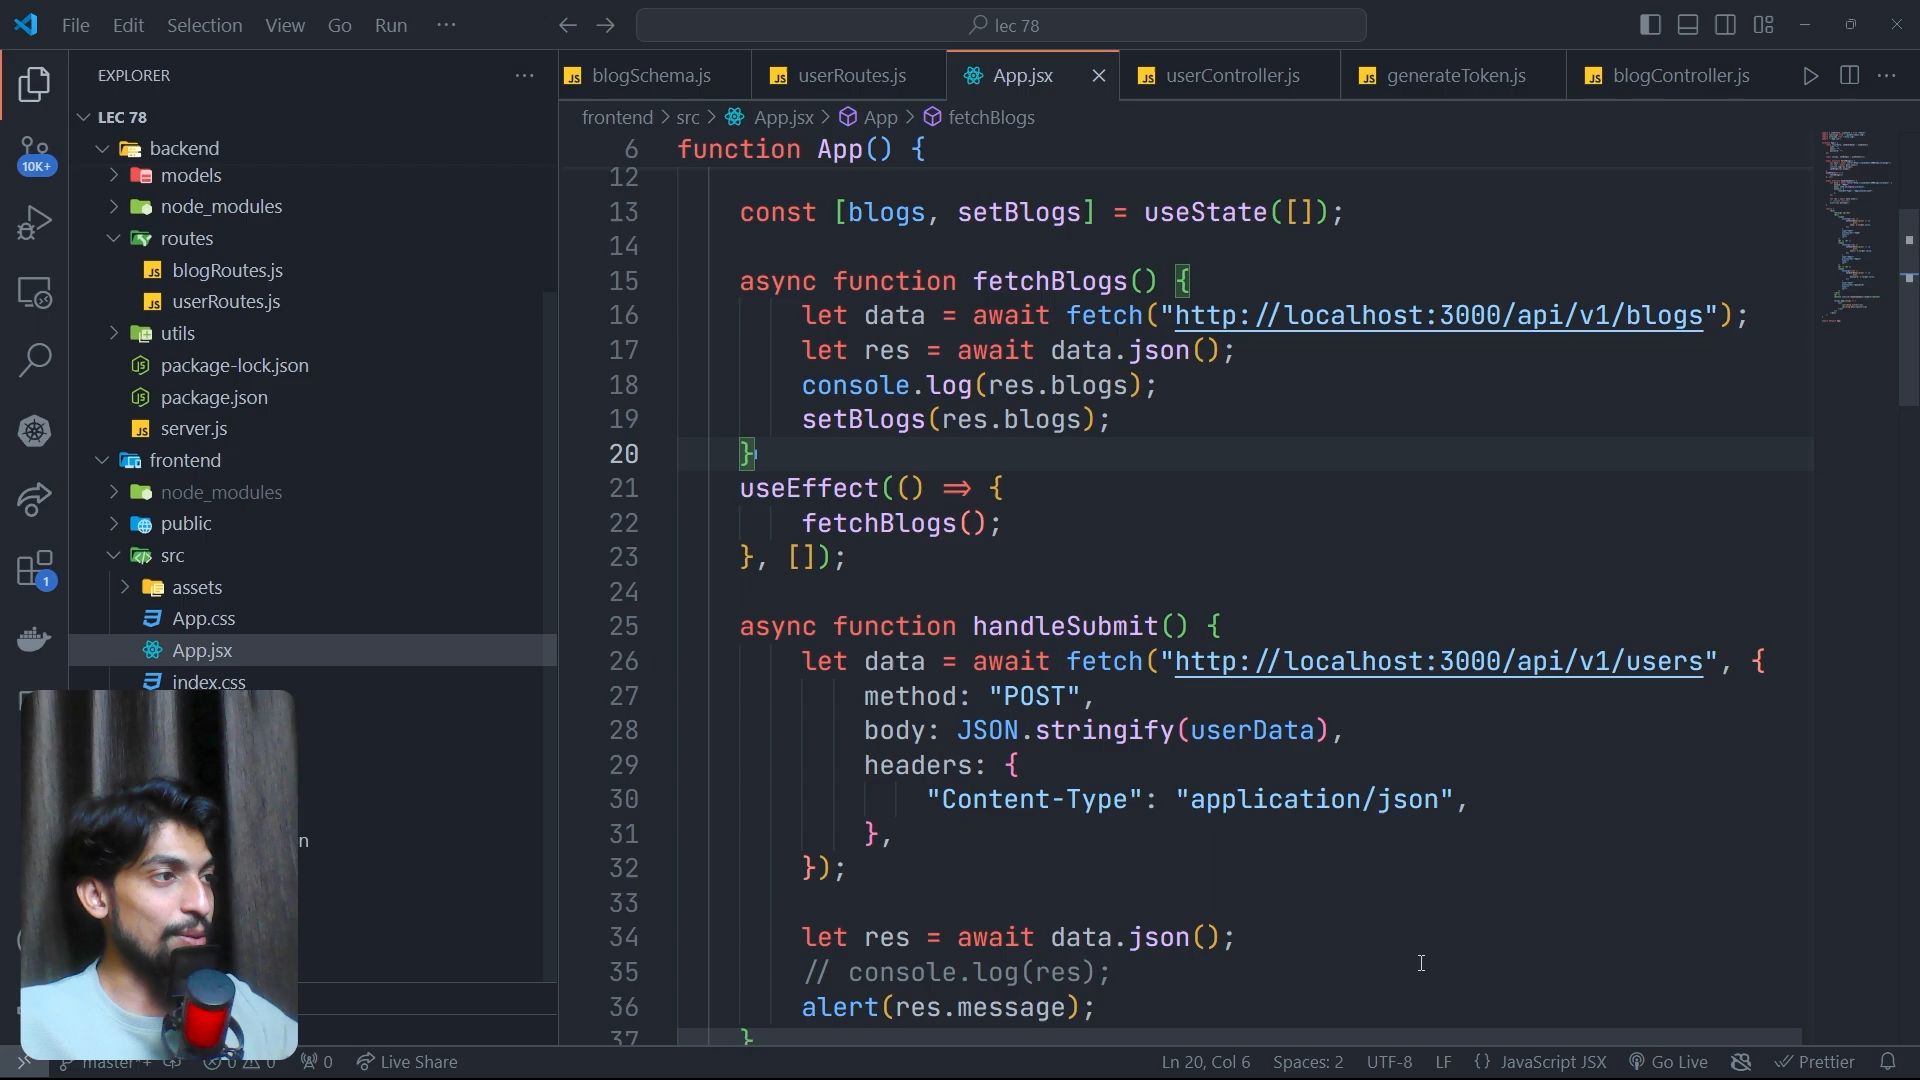 File Edit Selection View Go Run ···
lec 78
EXPLORER ···
LEC 78
backend
models
node_modules
routes
blogRoutes.js
userRoutes.js
utils
package-lock.json
package.json
server.js
frontend
node_modules
public
src
assets
App.css
App.jsx
index.css
n
10K+
1
blogSchema.js userRoutes.js App.jsx userController.js generateToken.js blogController.js
frontend > src > App.jsx > App > fetchBlogs
6 function App() {
12
13 const [blogs, setBlogs] = useState([]);
14
15 async function fetchBlogs() {
16 let data = await fetch("http://localhost:3000/api/v1/blogs");
17 let res = await data.json();
18 console.log(res.blogs);
19 setBlogs(res.blogs);
20 }
21 useEffect(() => {
22 fetchBlogs();
23 }, []);
24
25 async function handleSubmit() {
26 let data = await fetch("http://localhost:3000/api/v1/users", {
27 method: "POST",
28 body: JSON.stringify(userData),
29 headers: {
30 "Content-Type": "application/json",
31 },
32 });
33
34 let res = await data.json();
35 // console.log(res);
36 alert(res.message);
37 }
master*+ 0 0 0 Live Share Ln 20, Col 6 Spaces: 2 UTF-8 LF {} JavaScript JSX Go Live Prettier